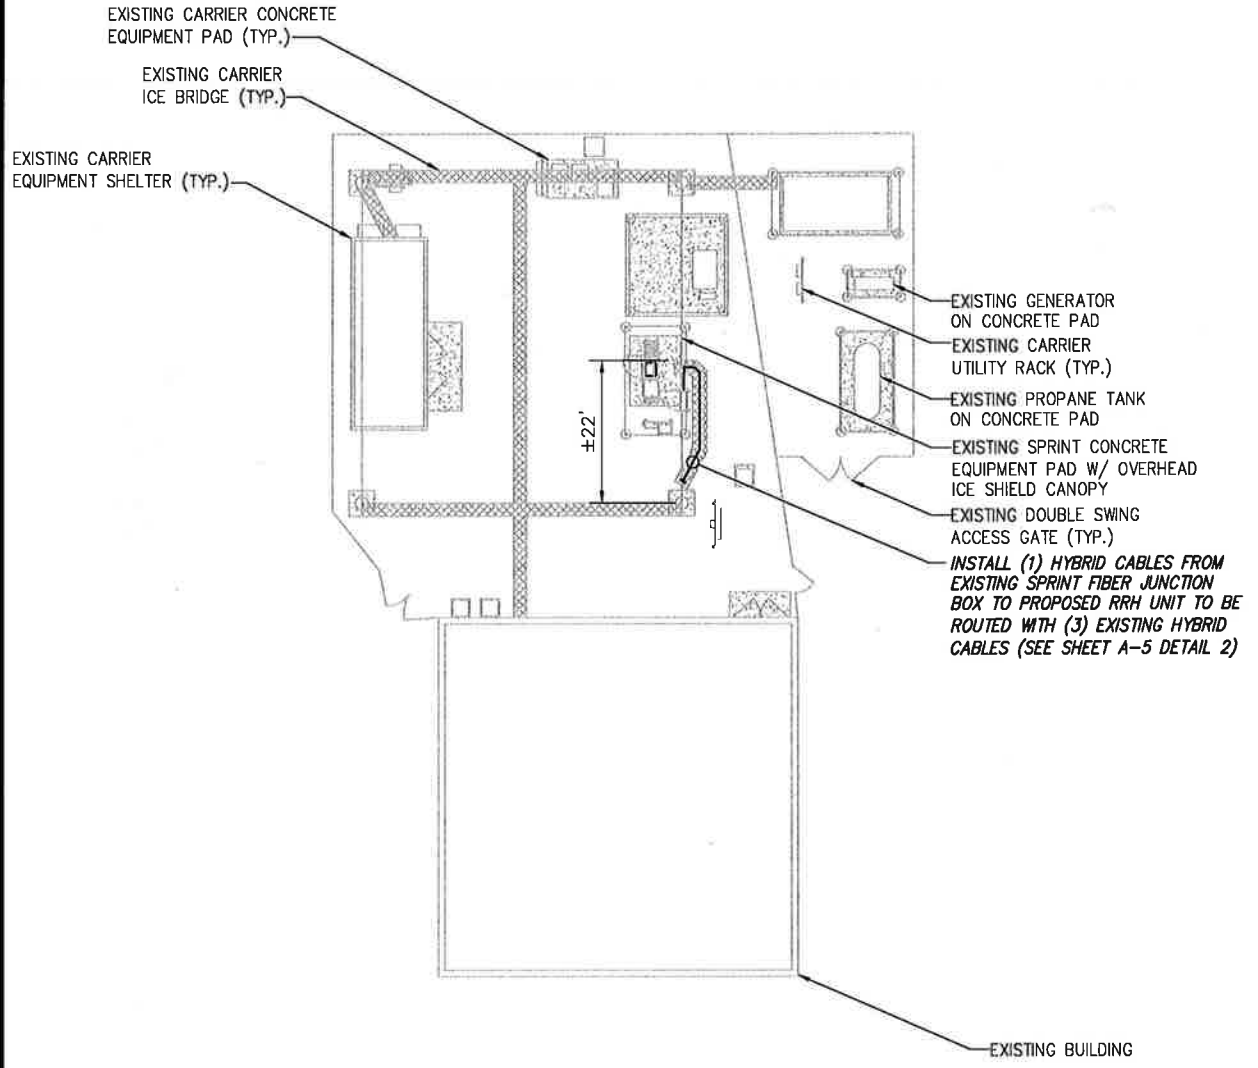 EXISTING CARRIER CONCRETE
EQUIPMENT PAD (TYP.)
EXISTING CARRIER
ICE BRIDGE (TYP.)
EXISTING CARRIER
EQUIPMENT SHELTER (TYP.)
±22'
EXISTING GENERATOR
ON CONCRETE PAD
EXISTING CARRIER
UTILITY RACK (TYP.)
EXISTING PROPANE TANK
ON CONCRETE PAD
EXISTING SPRINT CONCRETE
EQUIPMENT PAD W/ OVERHEAD
ICE SHIELD CANOPY
EXISTING DOUBLE SWING
ACCESS GATE (TYP.)
INSTALL (1) HYBRID CABLES FROM
EXISTING SPRINT FIBER JUNCTION
BOX TO PROPOSED RRH UNIT TO BE
ROUTED WITH (3) EXISTING HYBRID
CABLES (SEE SHEET A-5 DETAIL 2)
EXISTING BUILDING